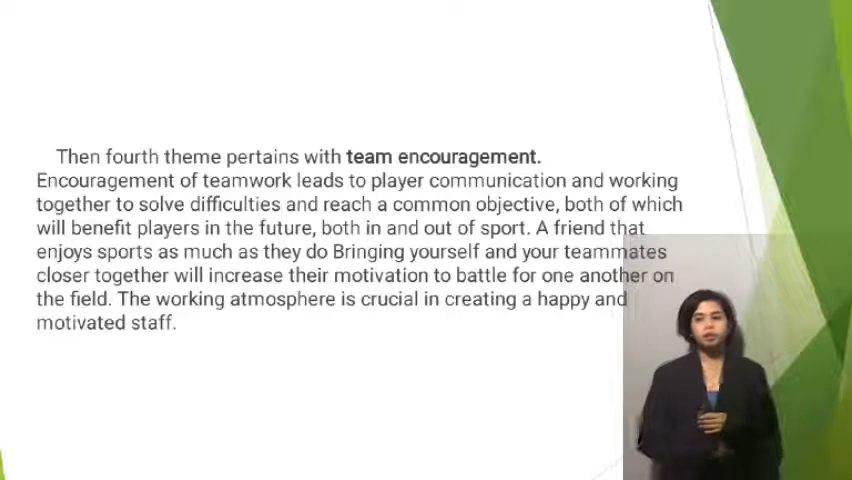 Then fourth theme pertains with team encouragement.
Encouragement of teamwork leads to player communication and working
together to solve difficulties and reach a common objective, both of which
will benefit players in the future, both in and out of sport. A friend that
enjoys sports as much as they do Bringing yourself and your teammates
closer together will increase their motivation to battle for one another on
the field. The working atmosphere is crucial in creating a happy and
motivated staff.